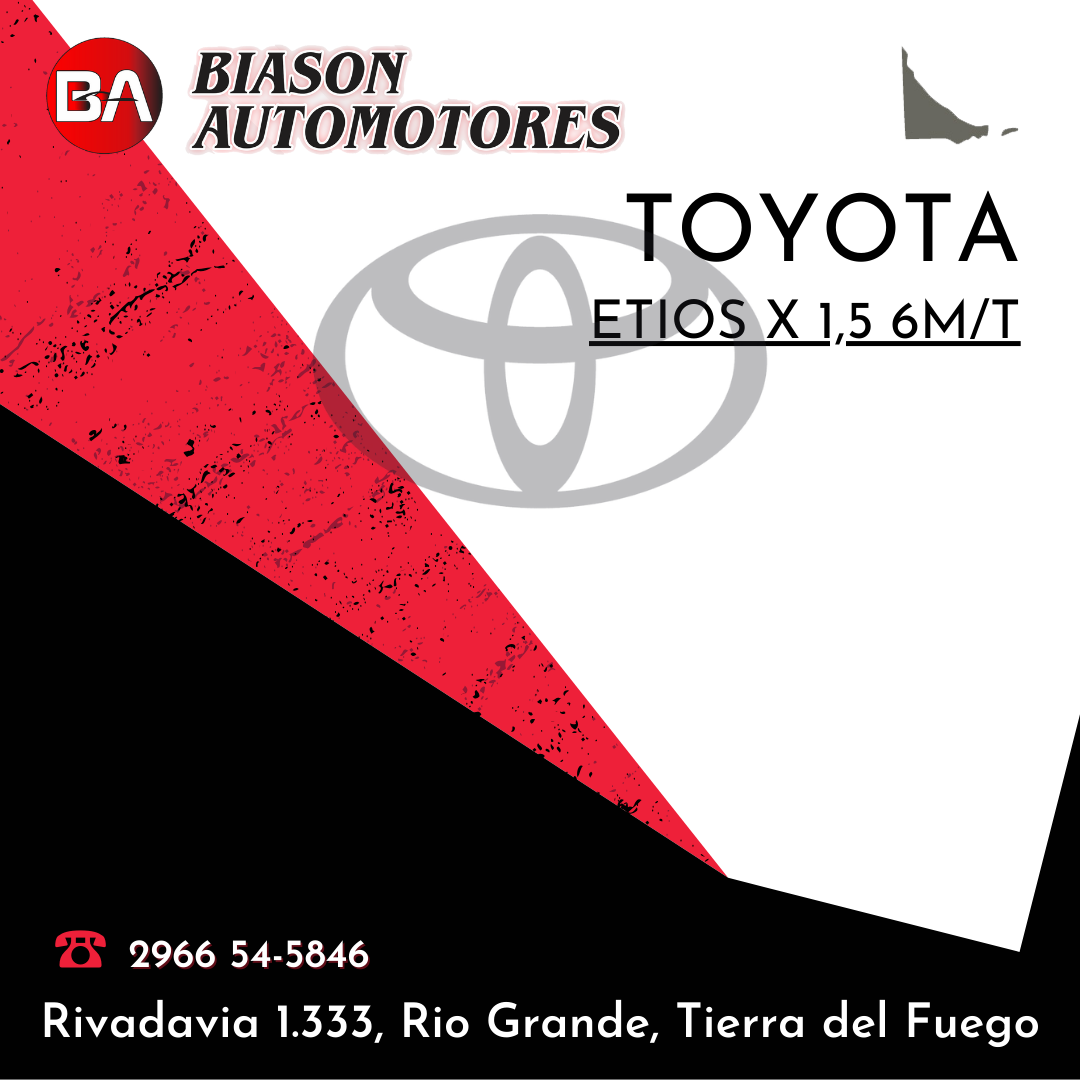 BA
BIASON
AUTOMOTORES
TOYOTA
ETIOS X 1,5 6M/T
2966 54-5846
Rivadavia 1.333, Rio Grande, Tierra del Fuego